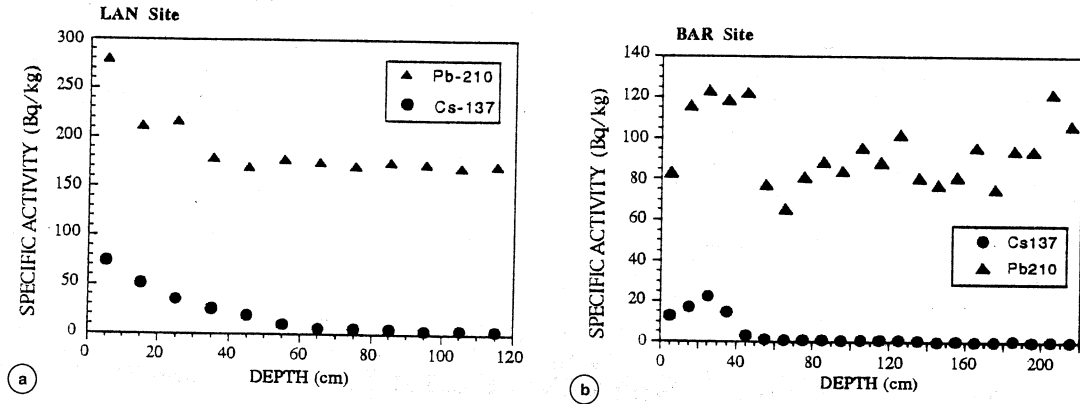 LAN Site
300
250
200
150
100
50
0
SPECIFIC ACTIVITY (Bq/kg)
Pb-210
Cs-137
0 20 40 60 80 100 120
DEPTH (cm)
a
BAR Site
140
120
100
80
60
40
20
0
SPECIFIC ACTIVITY (Bq/kg)
Cs137
Pb210
0 40 80 120 160 200
DEPTH (cm)
b